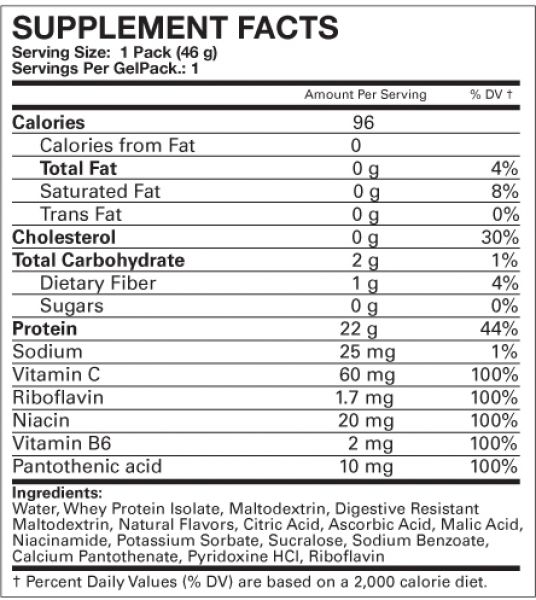 SUPPLEMENT FACTS
Serving Size: 1 Pack (46 g)
Servings Per GelPack.: 1
Amount Per Serving % DV †
Calories 96
Calories from Fat 0
Total Fat 0 g 4%
Saturated Fat 0 g 8%
Trans Fat 0 g 0%
Cholesterol 0 g 30%
Total Carbohydrate 2 g 1%
Dietary Fiber 1 g 4%
Sugars 0 g 0%
Protein 22 g 44%
Sodium 25 mg 1%
Vitamin C 60 mg 100%
Riboflavin 1.7 mg 100%
Niacin 20 mg 100%
Vitamin B6 2 mg 100%
Pantothenic acid 10 mg 100%
Ingredients:
Water, Whey Protein Isolate, Maltodextrin, Digestive Resistant
Maltodextrin, Natural Flavors, Citric Acid, Ascorbic Acid, Malic Acid,
Niacinamide, Potassium Sorbate, Sucralose, Sodium Benzoate,
Calcium Pantothenate, Pyridoxine HCl, Riboflavin
† Percent Daily Values (% DV) are based on a 2,000 calorie diet.